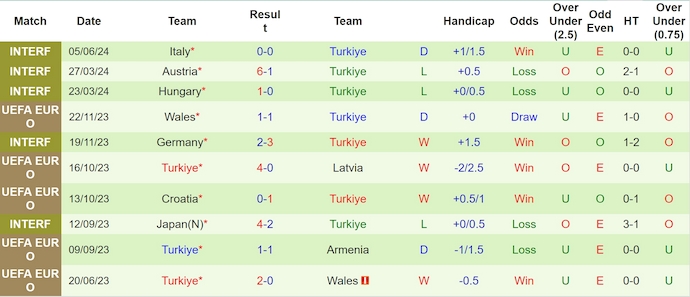 Match Date Team Resul t Team Handicap Odds Over Under (2.5) Odd Even HT Over Under (0.75)
INTERF 05/06/24 Italy* 0-0 Turkiye D +1/1.5 Win U E 0-0 U
INTERF 27/03/24 Austria* 6-1 Turkiye L +0.5 Loss O O 2-1 O
INTERF 23/03/24 Hungary* 1-0 Turkiye L +0/0.5 Loss U O 0-0 U
UEFA EUR O 22/11/23 Wales* 1-1 Turkiye D +0 Draw U E 1-0 O
INTERF 19/11/23 Germany* 2-3 Turkiye W +1.5 Win O O 1-2 O
UEFA EUR O 16/10/23 Turkiye* 4-0 Latvia W -2/2.5 Win O E 0-0 U
UEFA EUR O 13/10/23 Croatia* 0-1 Turkiye W +0.5/1 Win U O 0-1 O
INTERF 12/09/23 Japan(N)* 4-2 Turkiye L +0/0.5 Loss O E 3-1 O
UEFA EUR O 09/09/23 Turkiye* 1-1 Armenia D -1/1.5 Loss U E 0-0 U
UEFA EUR O 20/06/23 Turkiye* 2-0 Wales 1 W -0.5 Win U E 0-0 U